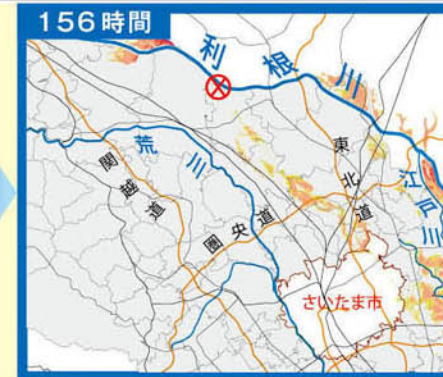 156時間
利根川
荒川
関越道
東北道
江戸川
圏央道
さいたま市